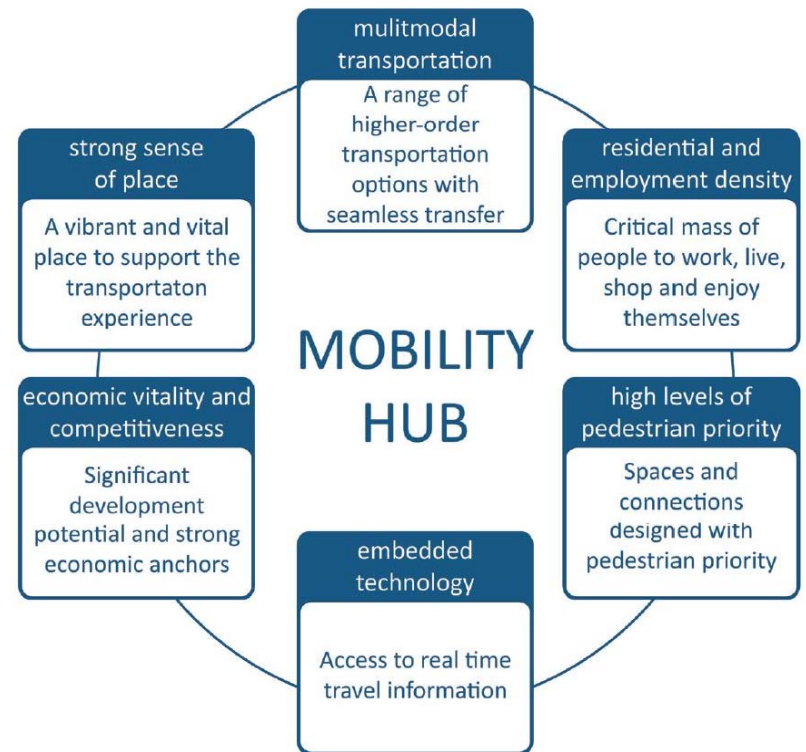 mulitmodal
transportation
A range of
higher-order
transportation
options with
seamless transfer
residential and
employment density
Critical mass of
people to work, live,
shop and enjoy
themselves
high levels of
pedestrian priority
Spaces and
connections
designed with
pedestrian priority
embedded
technology
Access to real time
travel information
economic vitality and
competitiveness
Significant
development
potential and strong
economic anchors
strong sense
of place
A vibrant and vital
place to support the
transportaton
experience
MOBILITY
HUB